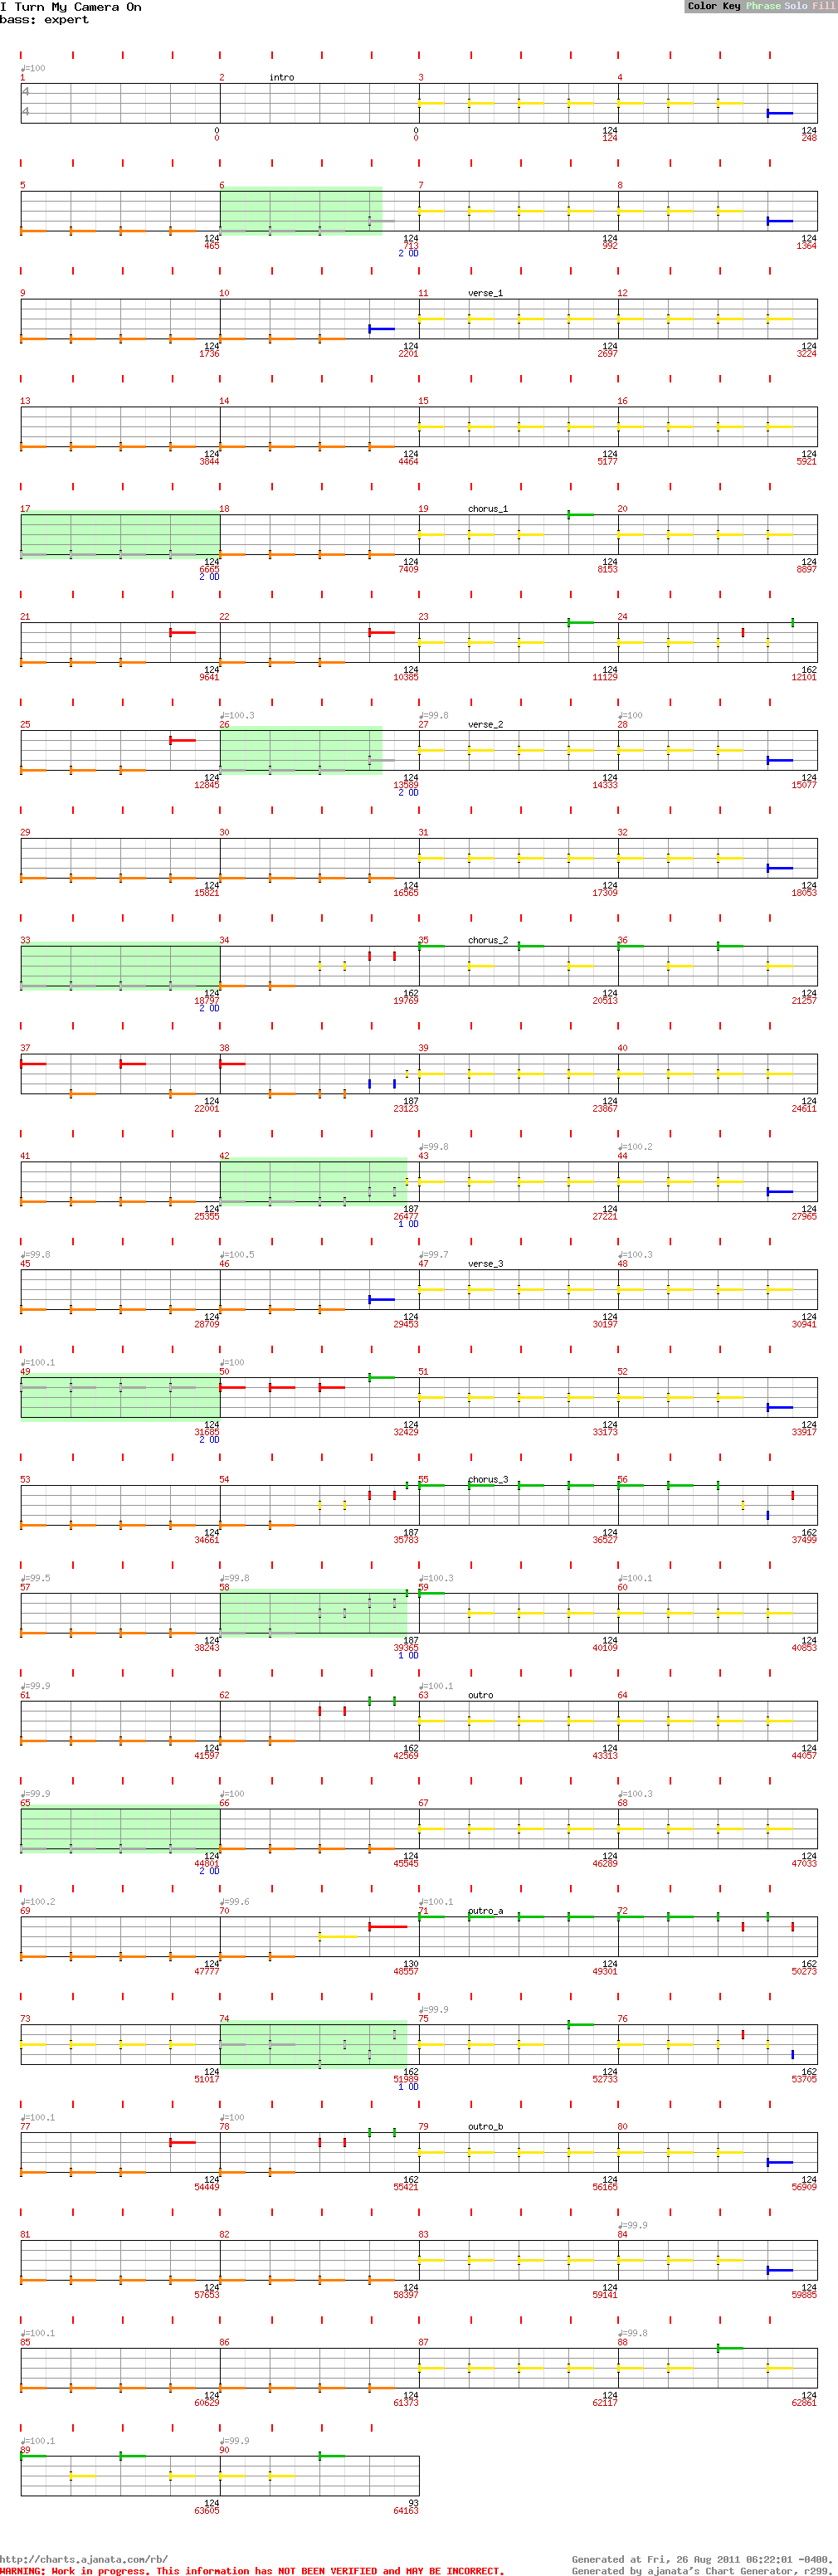 I Turn My Camera On
bass: expert
Color Key Phrase Solo Fill
♩=100
1 2 intro 3 4
4
4
0 0 124 124
0 0 124 248
5 6 7 8
124 124 124 124
465 713 992 1364
2 OD
9 10 11 verse_1 12
124 124 124 124
1736 2201 2697 3224
13 14 15 16
124 124 124 124
3844 4464 5177 5921
17 18 19 chorus_1 20
124 124 124 124
6665 7409 8153 8897
2 OD
21 22 23 24
124 124 124 162
9641 10385 11129 12101
♩=100.3 ♩=99.8 ♩=100
25 26 27 verse_2 28
124 124 124 124
12845 13589 14333 15077
2 OD
29 30 31 32
124 124 124 124
15821 16565 17309 18053
33 34 35 chorus_2 36
124 162 124 124
18797 19769 20513 21257
2 OD
37 38 39 40
124 187 124 124
22001 23123 23867 24611
♩=99.8 ♩=100.2
41 42 43 44
124 187 124 124
25355 26477 27221 27965
1 OD
♩=99.8 ♩=100.5 ♩=99.7 ♩=100.3
45 46 47 verse_3 48
124 124 124 124
28709 29453 30197 30941
♩=100.1 ♩=100
49 50 51 52
124 124 124 124
31685 32429 33173 33917
2 OD
53 54 55 chorus_3 56
124 187 124 162
34661 35783 36527 37499
♩=99.5 ♩=99.8 ♩=100.3 ♩=100.1
57 58 59 60
124 187 124 124
38243 39365 40109 40853
1 OD
♩=99.9 ♩=100.1
61 62 63 outro 64
124 162 124 124
41597 42569 43313 44057
♩=99.9 ♩=100 ♩=100.3
65 66 67 68
124 124 124 124
44801 45545 46289 47033
2 OD
♩=100.2 ♩=99.6 ♩=100.1
69 70 71 outro_a 72
124 130 124 162
47777 48557 49301 50273
♩=99.9
73 74 75 76
124 162 124 162
51017 51989 52733 53705
1 OD
♩=100.1 ♩=100
77 78 79 outro_b 80
124 162 124 124
54449 55421 56165 56909
♩=99.9
81 82 83 84
124 124 124 124
57653 58397 59141 59885
♩=100.1 ♩=99.8
85 86 87 88
124 124 124 124
60629 61373 62117 62861
♩=100.1 ♩=99.9
89 90
124 93
63605 64163
http://charts.ajanata.com/rb/ Generated at Fri, 26 Aug 2011 06:22:01 -0400.
WARNING: Work in progress. This information has NOT BEEN VERIFIED and MAY BE INCORRECT. Generated by ajanata's Chart Generator, r299.